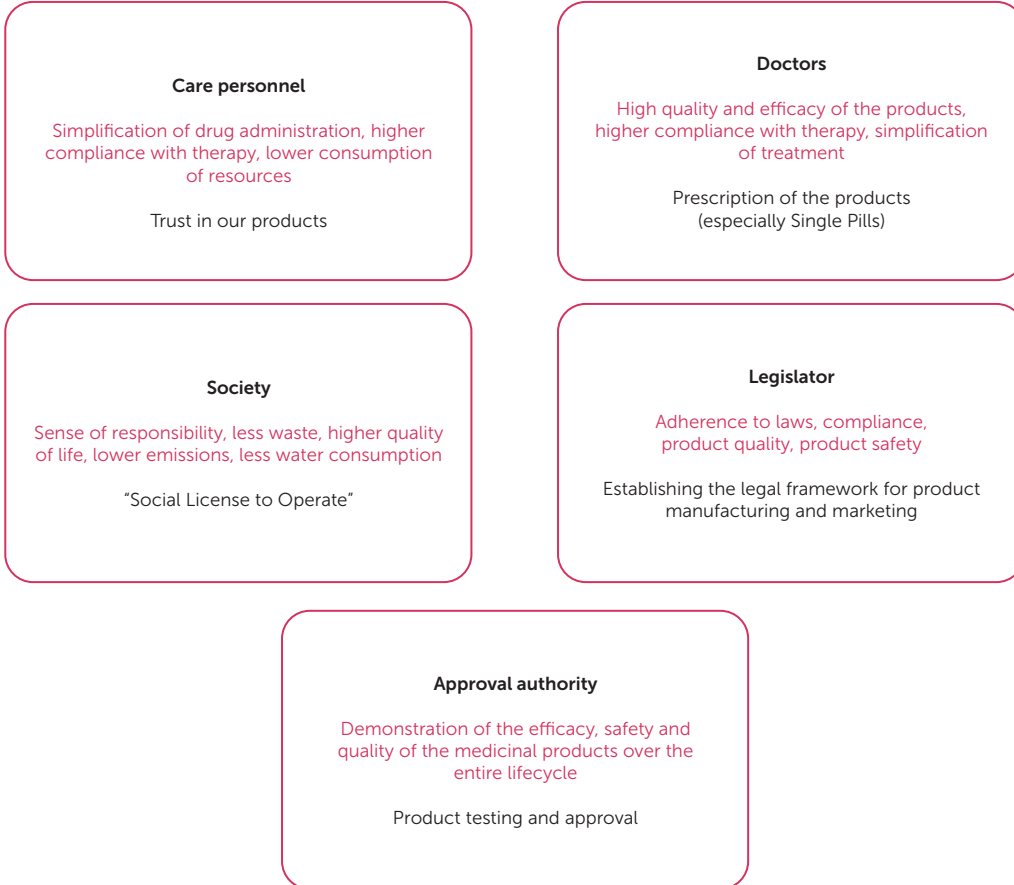 Care personnel
Simplification of drug administration, higher
compliance with therapy, lower consumption
of resources
Trust in our products
Doctors
High quality and efficacy of the products,
higher compliance with therapy, simplification
of treatment
Prescription of the products
(especially Single Pills)
Society
Sense of responsibility, less waste, higher quality
of life, lower emissions, less water consumption
“Social License to Operate”
Legislator
Adherence to laws, compliance,
product quality, product safety
Establishing the legal framework for product
manufacturing and marketing
Approval authority
Demonstration of the efficacy, safety and
quality of the medicinal products over the
entire lifecycle
Product testing and approval